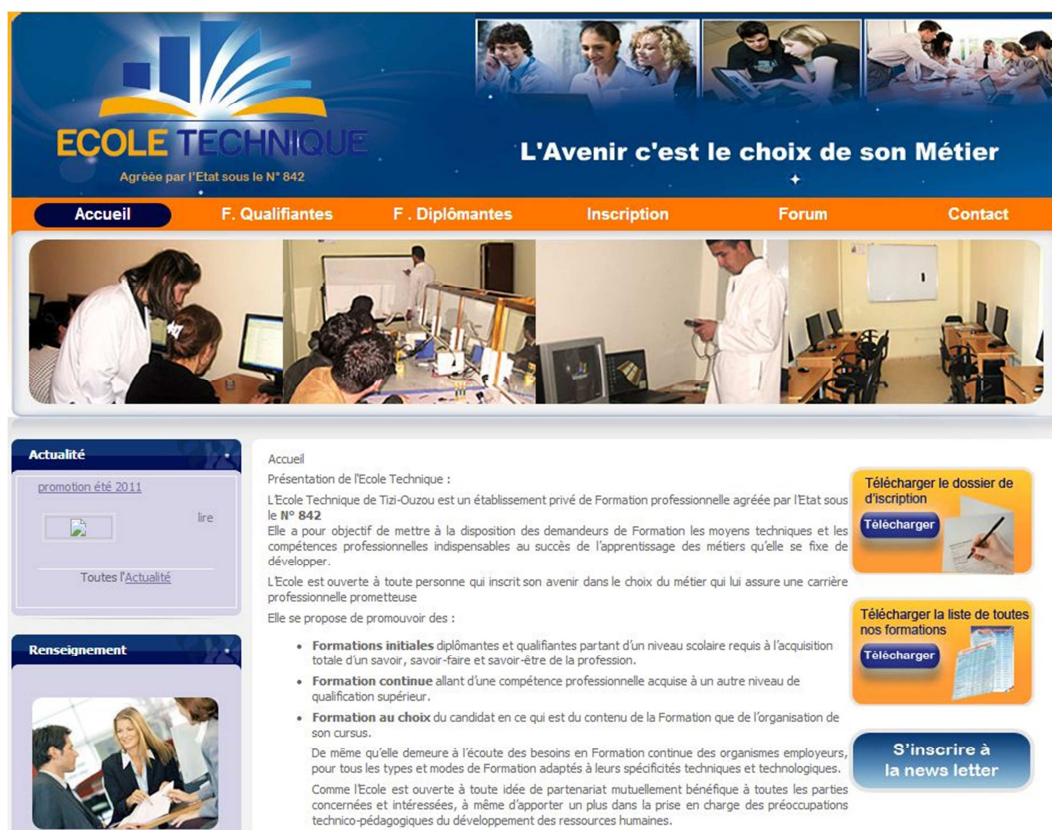 ECOLE TECHNIQUE
Agréée par l'Etat sous le N° 842
L'Avenir c'est le choix de son Métier
Accueil F. Qualifiantes F . Diplômantes Inscription Forum Contact
Actualité
promotion été 2011
lire
Toutes l'Actualité
Renseignement
Accueil
Présentation de l'Ecole Technique :
L'Ecole Technique de Tizi-Ouzou est un établissement privé de Formation professionnelle agréée par l'Etat sous
le N° 842
Elle a pour objectif de mettre à la disposition des demandeurs de Formation les moyens techniques et les
compétences professionnelles indispensables au succès de l'apprentissage des métiers qu'elle se fixe de
développer.
L'Ecole est ouverte à toute personne qui inscrit son avenir dans le choix du métier qui lui assure une carrière
professionnelle prometteuse
Elle se propose de promouvoir des :
• Formations initiales diplômantes et qualifiantes partant d'un niveau scolaire requis à l'acquisition
totale d'un savoir, savoir-faire et savoir-être de la profession.
• Formation continue allant d'une compétence professionnelle acquise à un autre niveau de
qualification supérieur.
• Formation au choix du candidat en ce qui est du contenu de la Formation que de l'organisation de
son cursus.
De même qu'elle demeure à l'écoute des besoins en Formation continue des organismes employeurs,
pour tous les types et modes de Formation adaptés à leurs spécificités techniques et technologiques.
Comme l'Ecole est ouverte à toute idée de partenariat mutuellement bénéfique à toutes les parties
concernées et intéressées, à même d'apporter un plus dans la prise en charge des préoccupations
technico-pédagogiques du développement des ressources humaines.
Télécharger le dossier de
d'iscription
Télécharger
Télécharger la liste de toutes
nos formations
Télécharger
S'inscrire à
la news letter